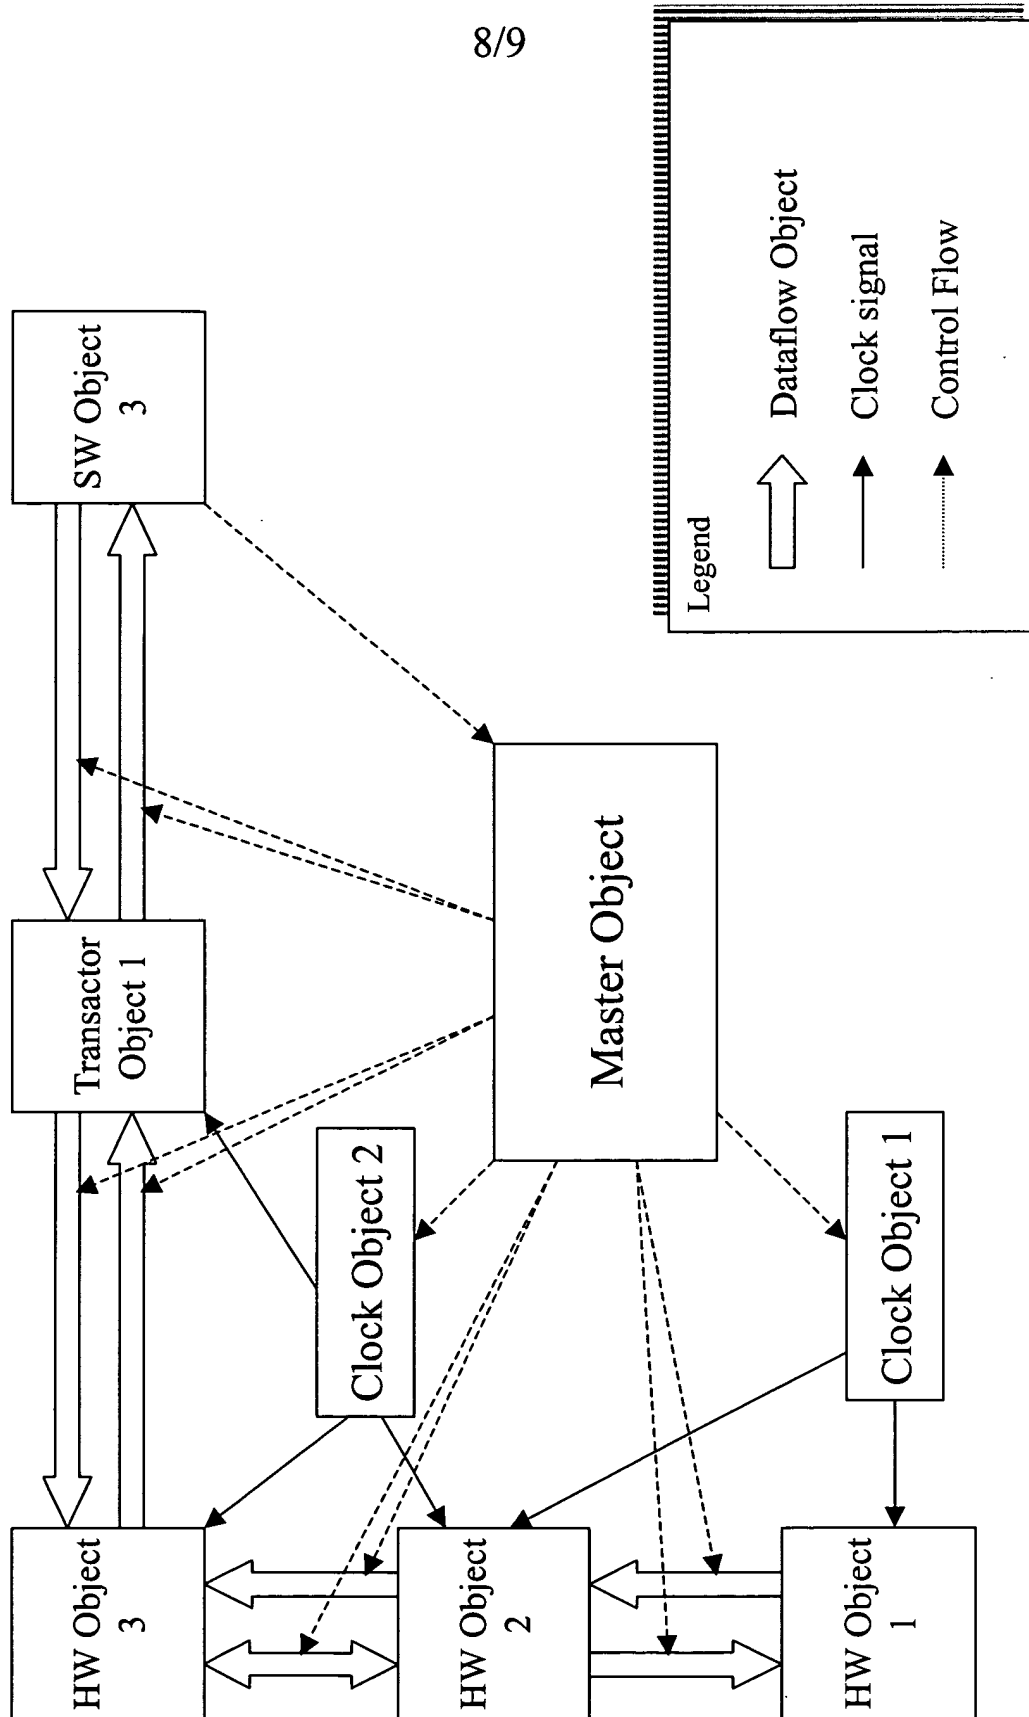 8/9
HW Object
3
Transactor
Object 1
SW Object
3
Clock Object 2
HW Object
2
Master Object
Clock Object 1
HW Object
1
Legend
Dataflow Object
Clock signal
Control Flow